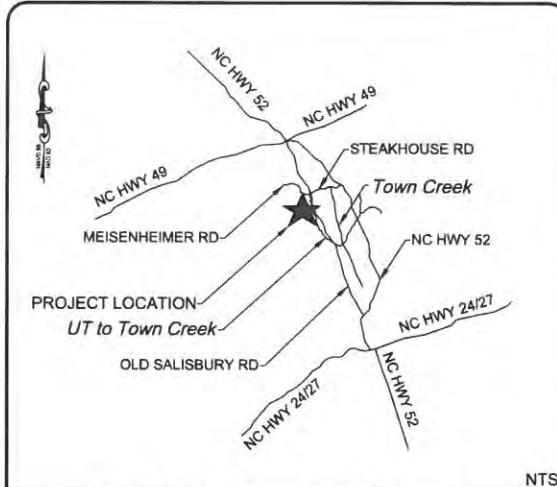 NC HWY 52
NC HWY 49
STEAKHOUSE RD
Town Creek
NC HWY 49
MEISENHEIMER RD
NC HWY 52
PROJECT LOCATION
UT to Town Creek
NC HWY 24/27
OLD SALISBURY RD
NC HWY 24/27
NC HWY 52
NTS